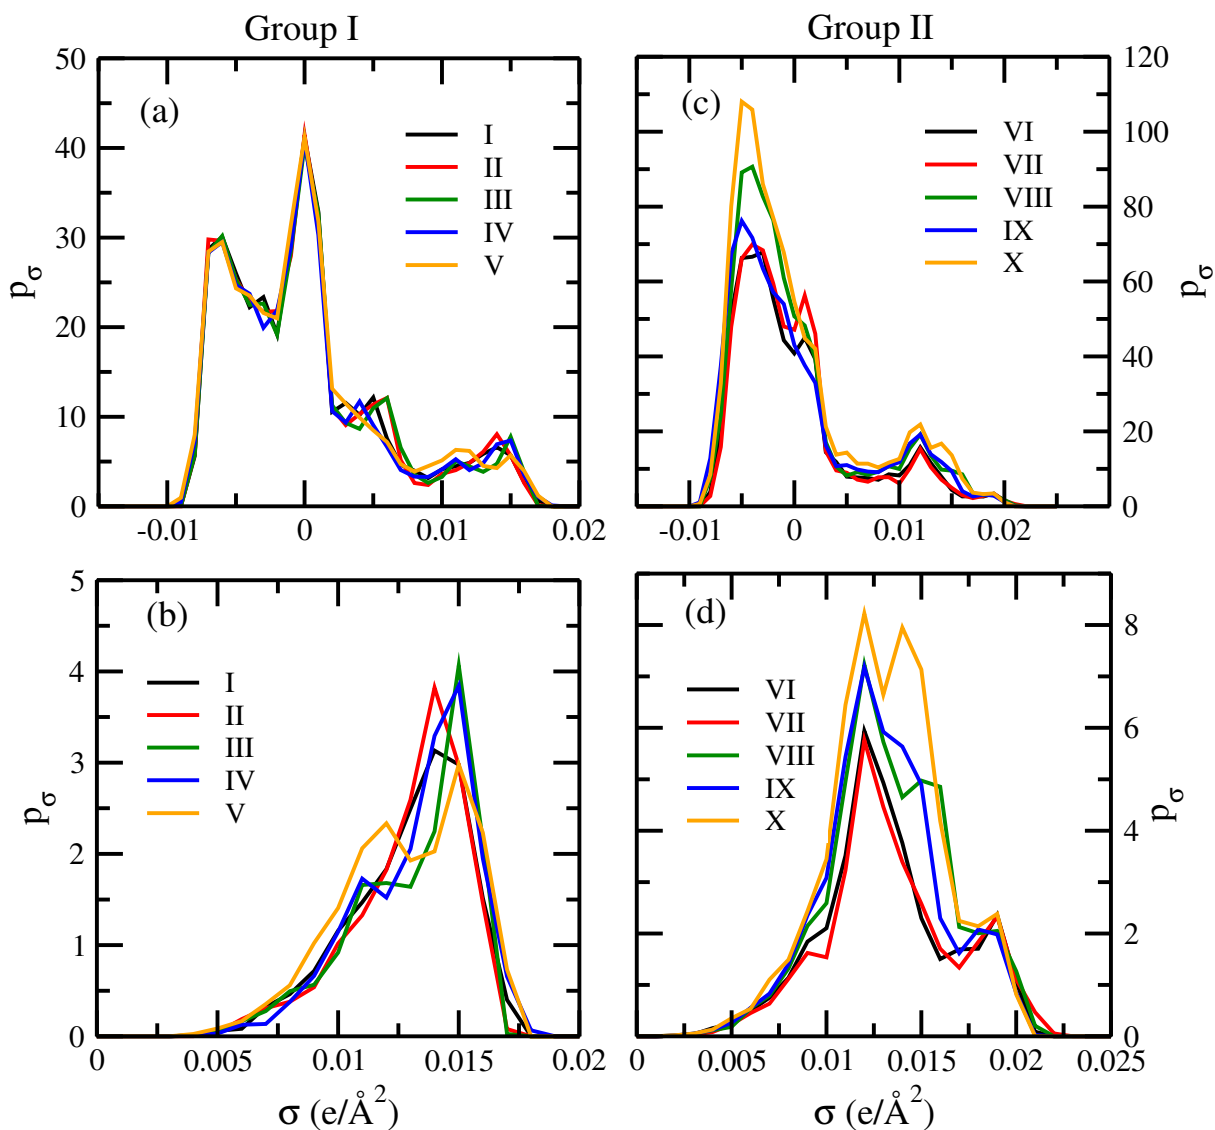 Group I
Group II
50
40
30
20
10
0
pσ
(a)
I
II
III
IV
V
-0.01
0
0.01
0.02
(c)
VI
VII
VIII
IX
X
120
100
80
60
40
20
0
pσ
-0.01
0
0.01
0.02
5
4
3
2
1
0
pσ
(b)
I
II
III
IV
V
0
0.005
0.01
0.015
0.02
σ (e/Å²)
(d)
VI
VII
VIII
IX
X
8
6
4
2
0
pσ
0
0.005
0.01
0.015
0.02
0.025
σ (e/Å²)